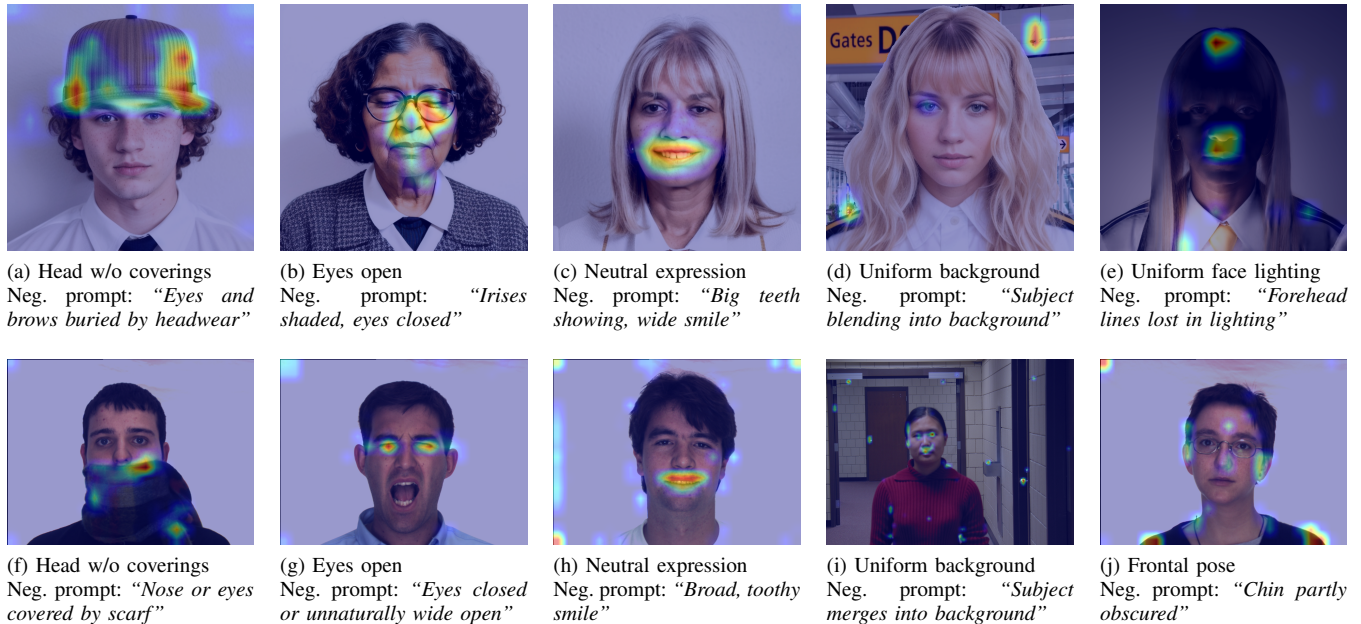 Gates D
(a) Head w/o coverings
Neg. prompt: "Eyes and
brows buried by headwear"
(b) Eyes open
Neg. prompt: "Irises
shaded, eyes closed"
(c) Neutral expression
Neg. prompt: "Big teeth
showing, wide smile"
(d) Uniform background
Neg. prompt: "Subject
blending into background"
(e) Uniform face lighting
Neg. prompt: "Forehead
lines lost in lighting"
(f) Head w/o coverings
Neg. prompt: "Nose or eyes
covered by scarf"
(g) Eyes open
Neg. prompt: "Eyes closed
or unnaturally wide open"
(h) Neutral expression
Neg. prompt: "Broad, toothy
smile"
(i) Uniform background
Neg. prompt: "Subject
merges into background"
(j) Frontal pose
Neg. prompt: "Chin partly
obscured"